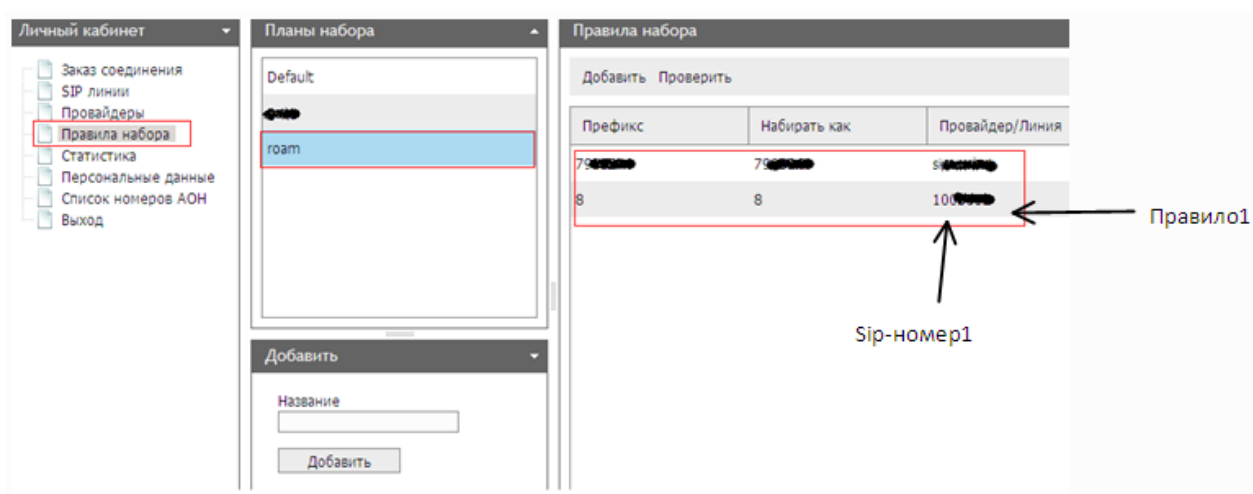 Личный кабинет
Заказ соединения
SIP линии
Провайдеры
Правила набора
Статистика
Персональные данные
Список номеров АОН
Выход
Планы набора
Default
roam
Добавить
Название
Добавить
Правила набора
Добавить Проверить
Префикс Набирать как Провайдер/Линия
8 8
Правило1
Sip-номер1